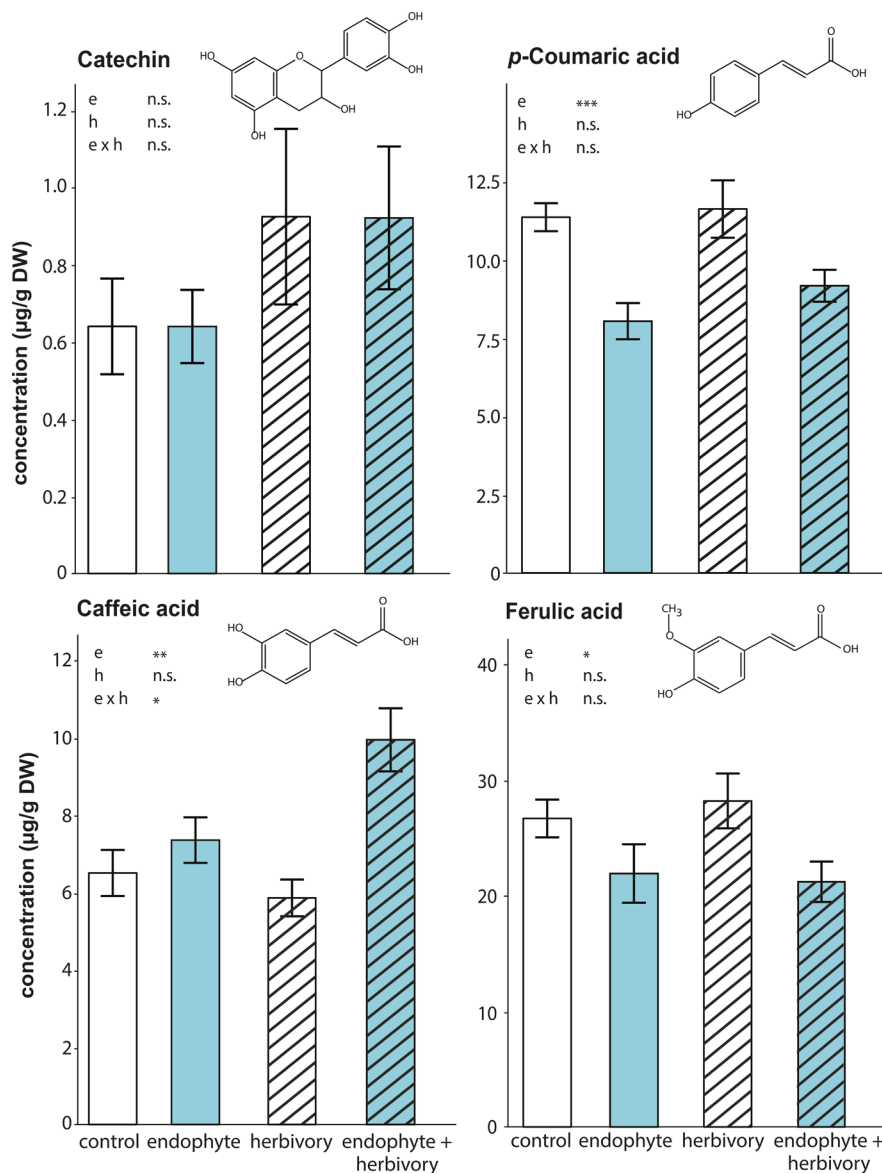 Catechin
OH
HO
O
OH
OH
OH
e n.s.
h n.s.
e x h n.s.
concentration (µg/g DW)
1.2
1.0
0.8
0.6
0.4
0.2
0
p-Coumaric acid
O
OH
HO
e ***
h n.s.
e x h n.s.
12.5
10.0
7.5
5.0
2.5
0
Caffeic acid
O
HO
OH
HO
e **
h n.s.
e x h *
concentration (µg/g DW)
12
10
8
6
4
2
0
control endophyte herbivory endophyte +
herbivory
Ferulic acid
CH3
O
O
OH
HO
e *
h n.s.
e x h n.s.
40
30
20
10
0
control endophyte herbivory endophyte +
herbivory